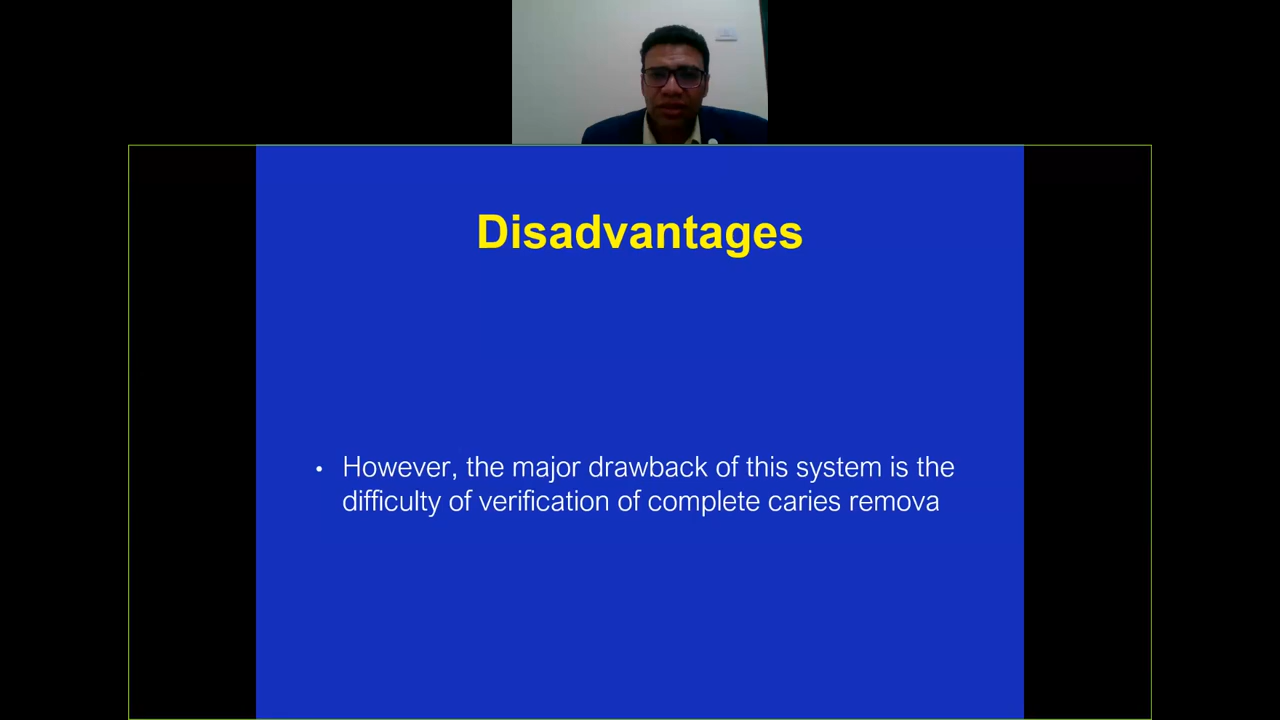 Disadvantages
• However, the major drawback of this system is the
difficulty of verification of complete caries remova